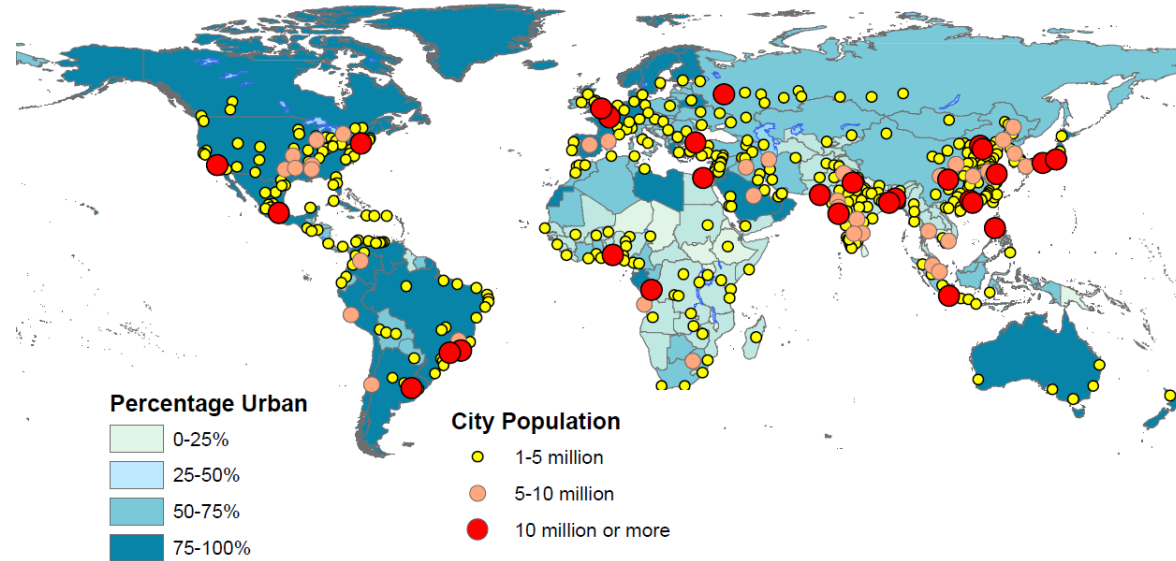 Percentage Urban
0-25%
25-50%
50-75%
75-100%
City Population
1-5 million
5-10 million
10 million or more